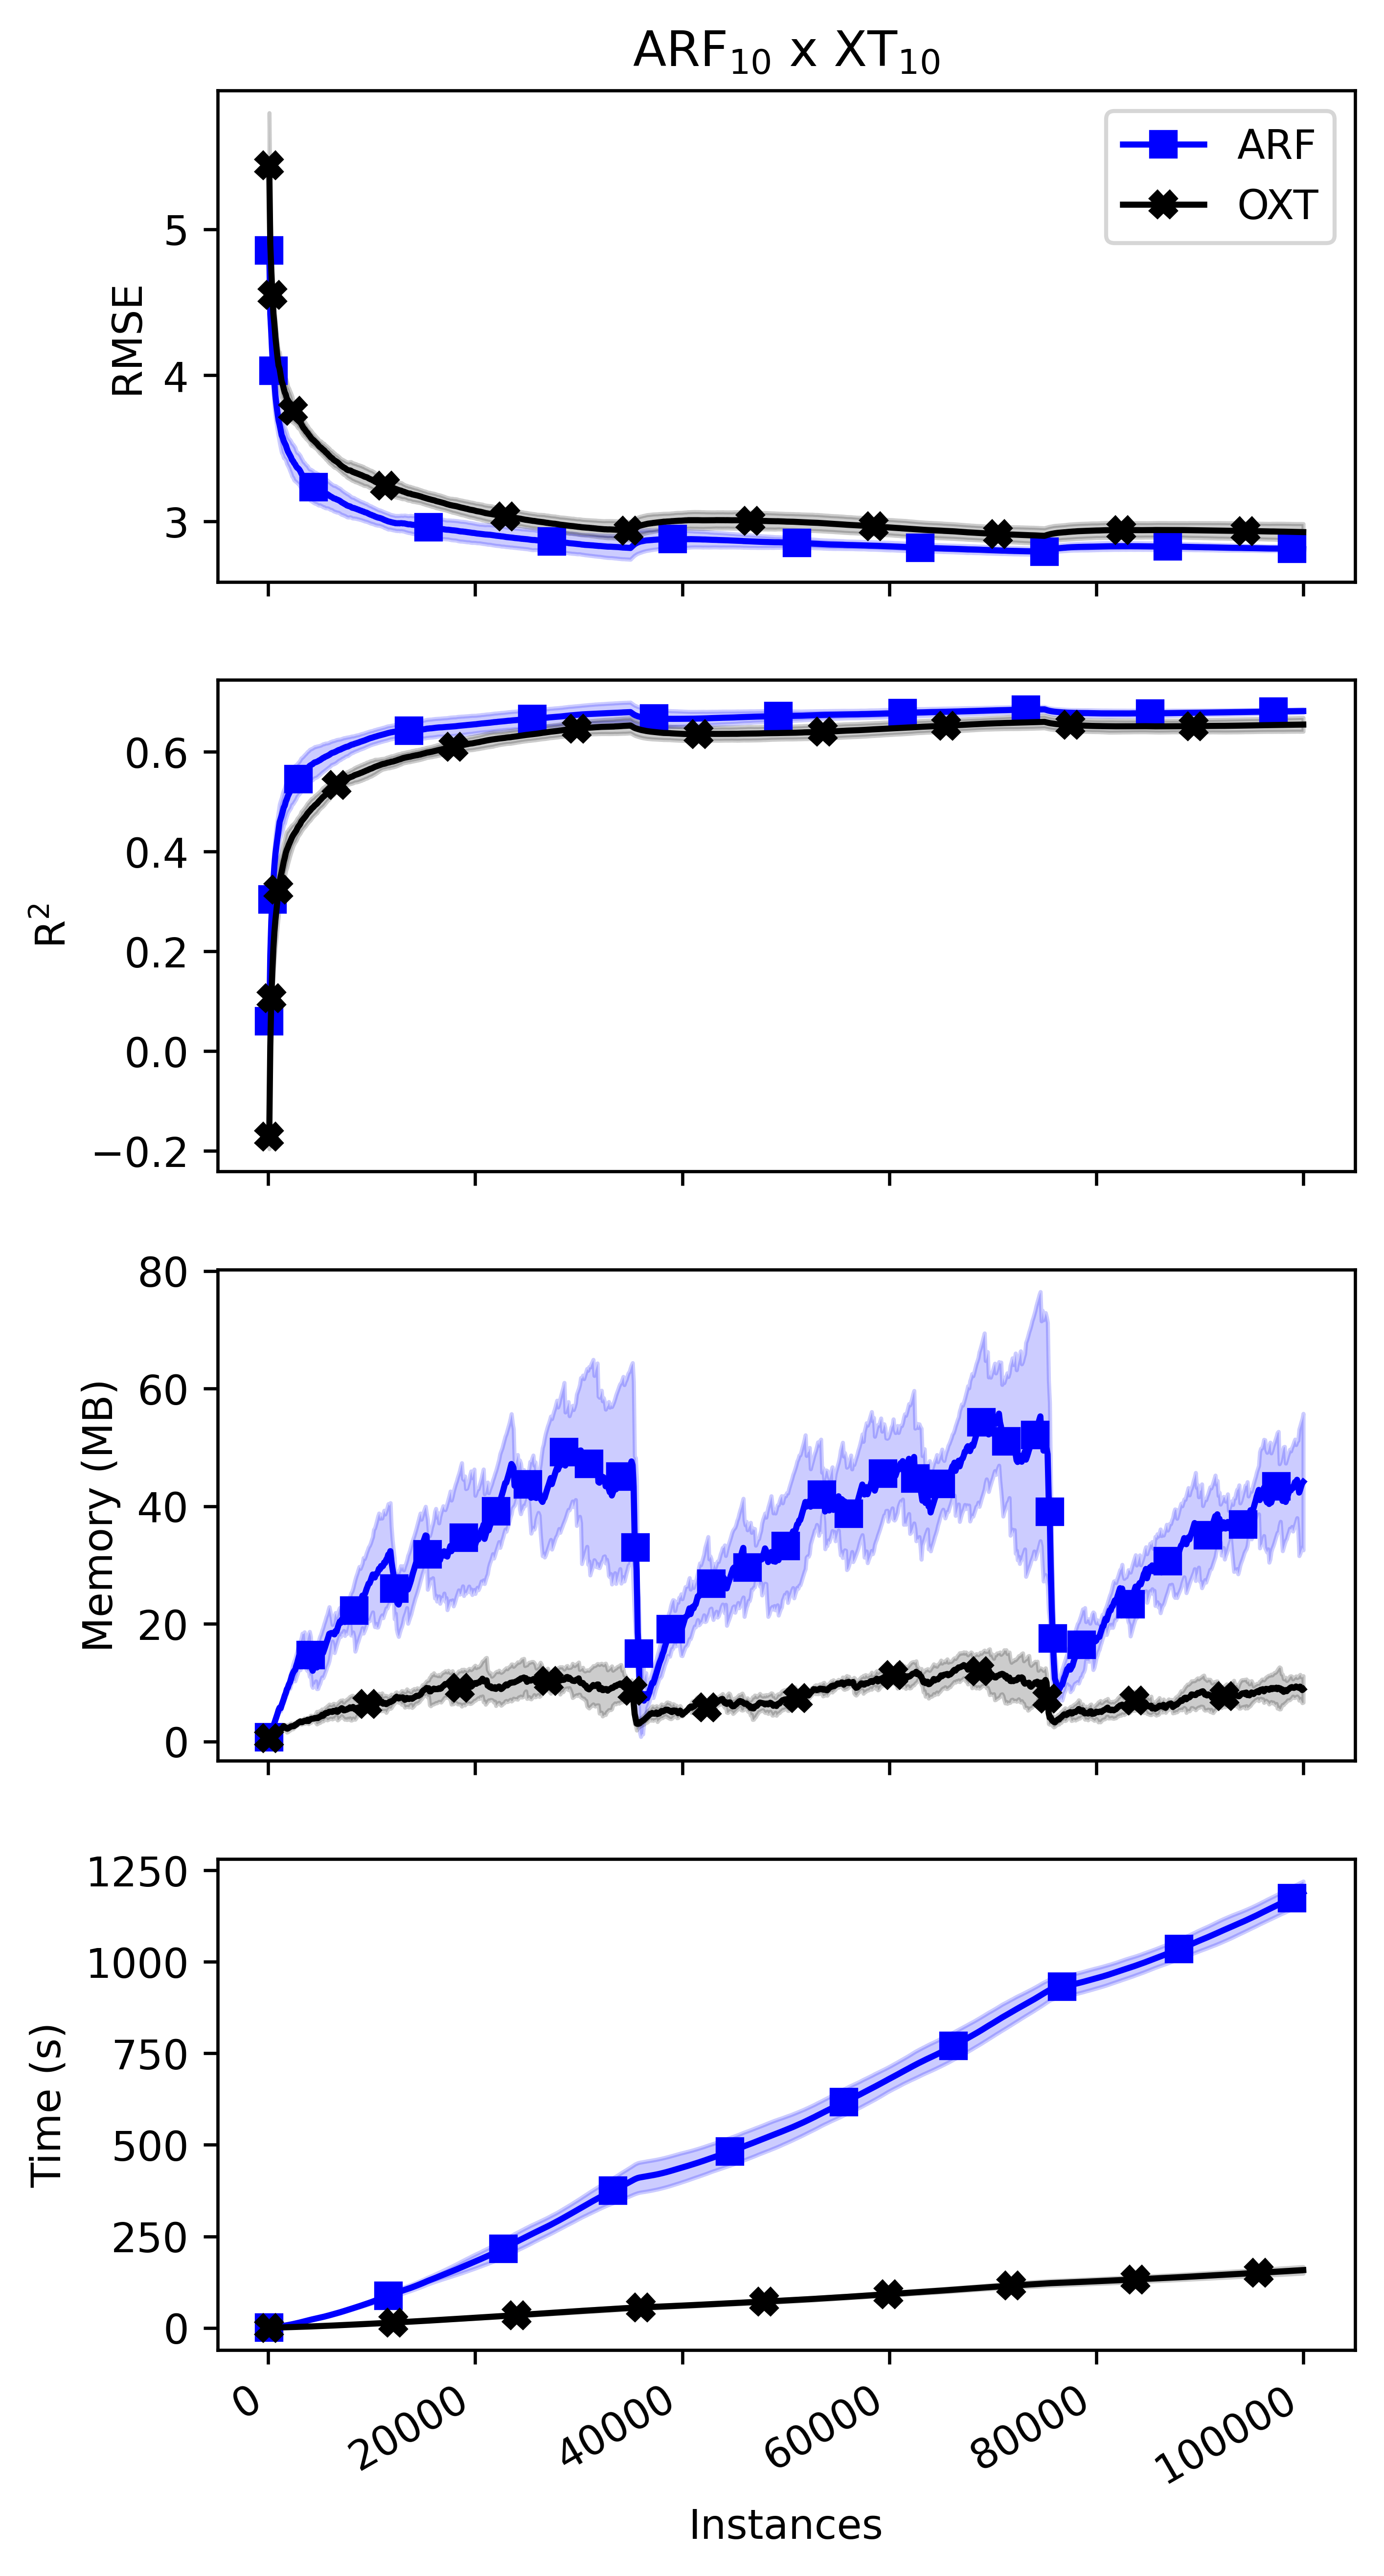 ARF₁₀ x XT₁₀
ARF
OXT
RMSE
5
4
3
R²
0.6
0.4
0.2
0.0
−0.2
Memory (MB)
80
60
40
20
0
Time (s)
1250
1000
750
500
250
0
0 20000 40000 60000 80000 100000
Instances